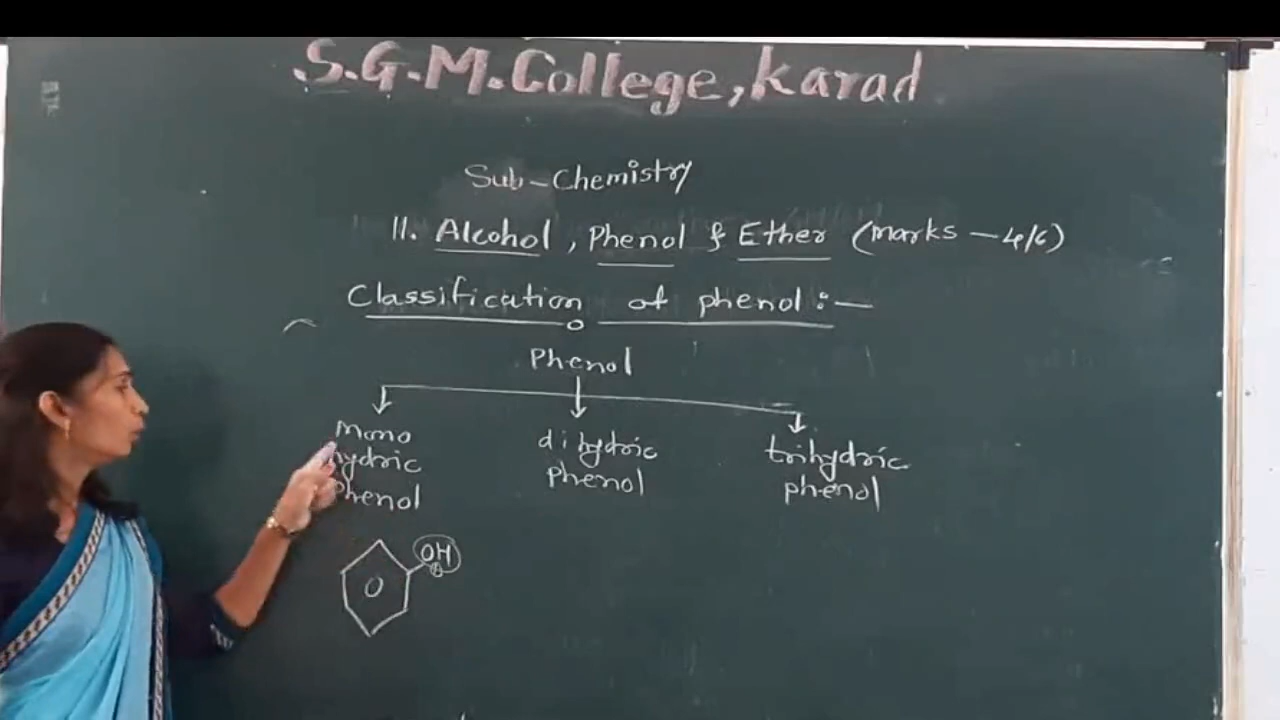 S.G.M. College, Karad
Sub-Chemistry
11. Alcohol, Phenol & Ether (Marks - 4/6)
Classification of phenol :-
Phenol
Mono
hydric
phenol
dihydric
phenol
trihydric
phenol
OH